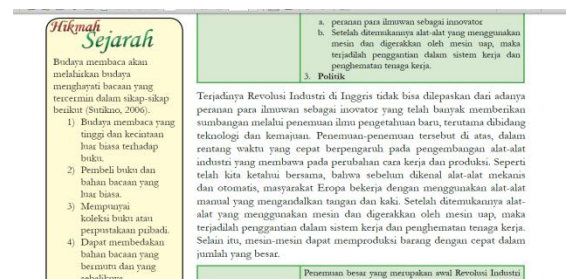 Hikmah
Sejarah
Budaya membaca akan
melahirkan budaya
menghayati bacaan yang
tercermin dalam sikap-sikap
berikut (Sutikno, 2006).
1) Budaya membaca yang
tinggi dan kecintaan
luar biasa terhadap
buku.
2) Pembeli buku dan
bahan bacaan yang
luar biasa.
3) Mempunyai
koleksi buku atau
perpustakaan pribadi.
4) Dapat membedakan
bahan bacaan yang
bermutu dan yang
sebaliknya
a. peranan para ilmuwan sebagai innovator
b. Setelah ditemukannya alat-alat yang menggunakan
mesin dan digerakkan oleh mesin uap, maka
terjadilah penggantian dalam sistem kerja dan
penghematan tenaga kerja.
3. Politik
Terjadinya Revolusi Industri di Inggris tidak bisa dilepaskan dari adanya
peranan para ilmuwan sebagai inovator yang telah banyak memberikan
sumbangan melalui penemuan ilmu pengetahuan baru, terutama dibidang
teknologi dan kemajuan. Penemuan-penemuan tersebut di atas, dalam
rentang waktu yang cepat berpengaruh pada pengembangan alat-alat
industri yang membawa pada perubahan cara kerja dan produksi. Seperti
telah kita ketahui bersama, bahwa sebelum dikenal alat-alat mekanis
dan otomatis, masyarakat Eropa bekerja dengan menggunakan alat-alat
manual yang mengandalkan tangan dan kaki. Setelah ditemukannya alat-
alat yang menggunakan mesin dan digerakkan oleh mesin uap, maka
terjadilah penggantian dalam sistem kerja dan penghematan tenaga kerja.
Selain itu, mesin-mesin dapat memproduksi barang dengan cepat dalam
jumlah yang besar.
Penemuan besar yang merupakan awal Revolusi Industri